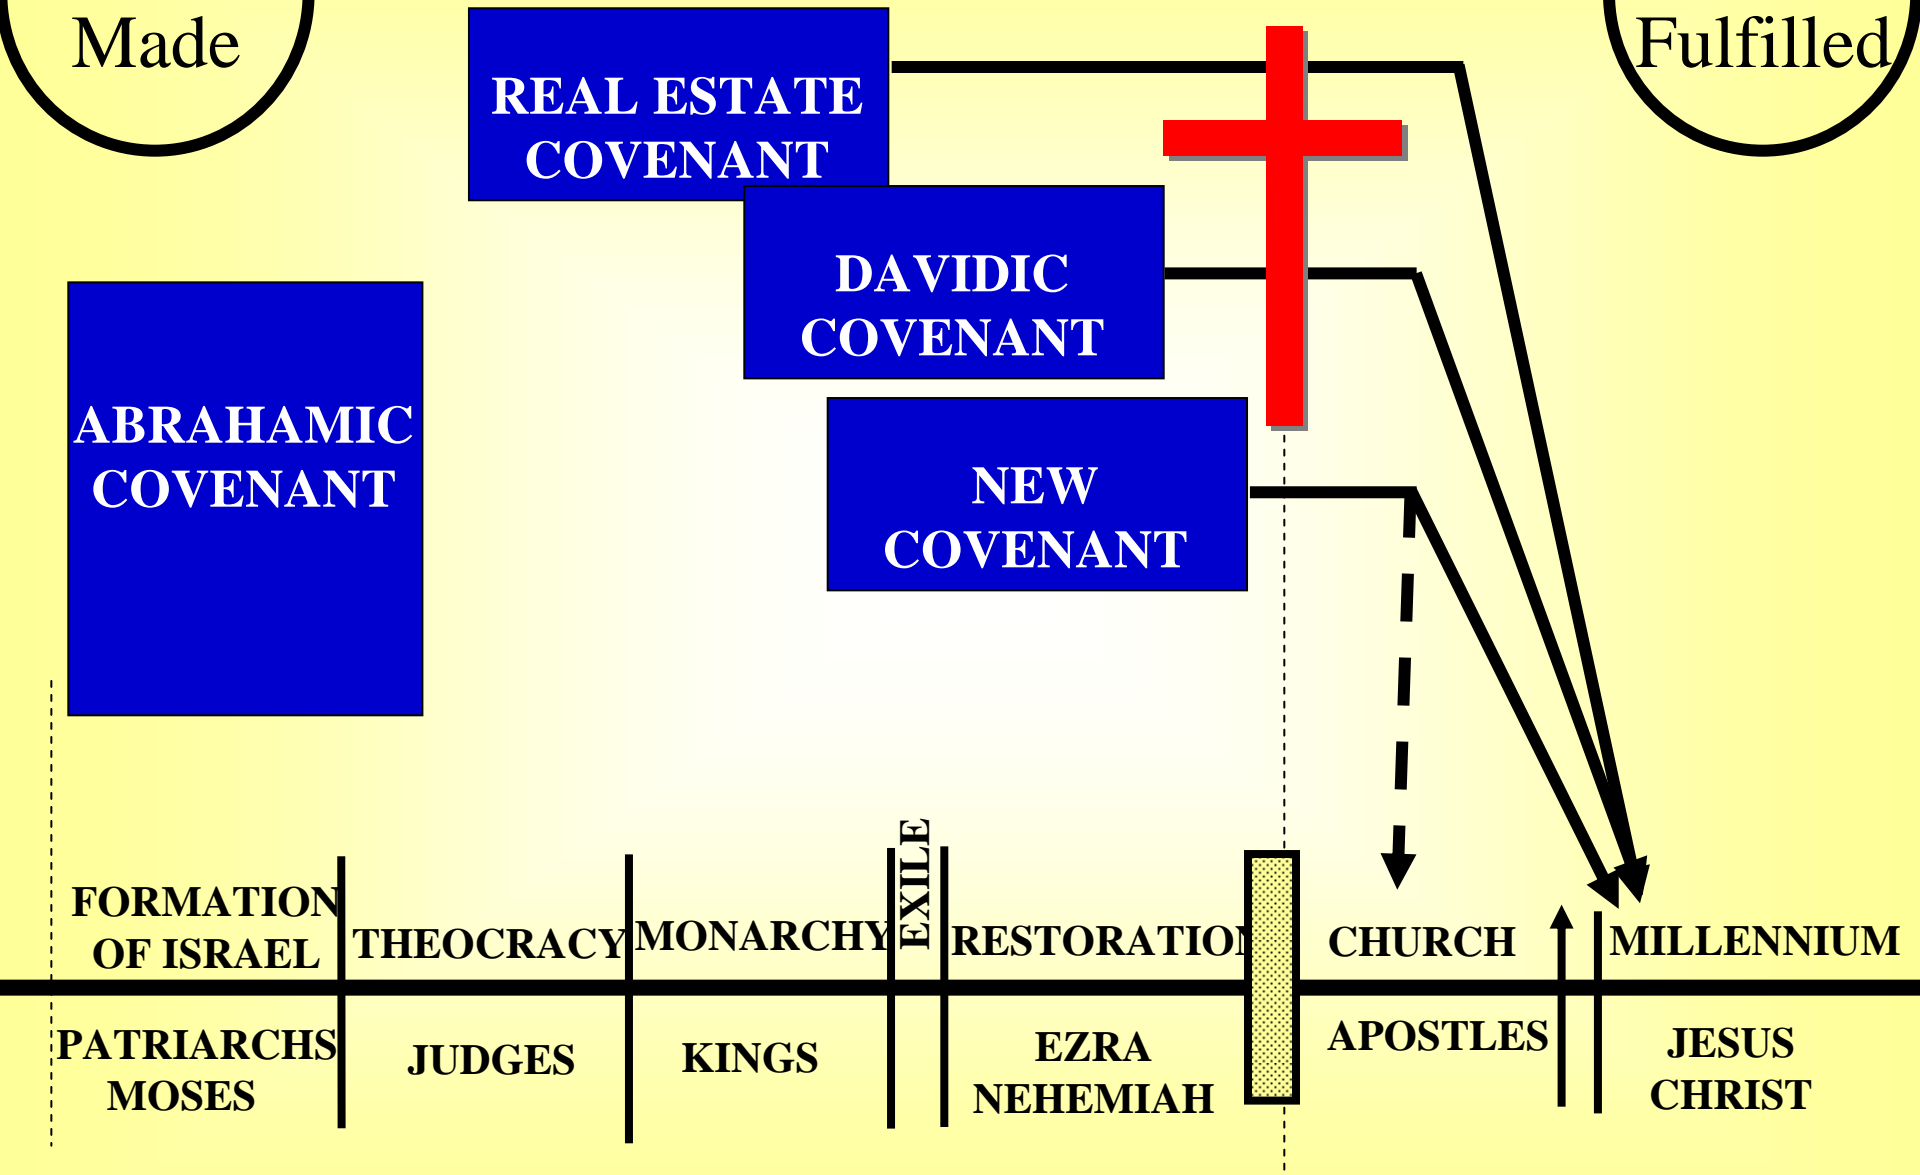 Made
Fulfilled
REAL ESTATE
COVENANT
DAVIDIC
COVENANT
ABRAHAMIC
COVENANT
NEW
COVENANT
EXILE
FORMATION
OF ISRAEL
THEOCRACY
MONARCHY
RESTORATION
CHURCH
MILLENNIUM
PATRIARCHS
MOSES
JUDGES
KINGS
EZRA
NEHEMIAH
APOSTLES
JESUS
CHRIST